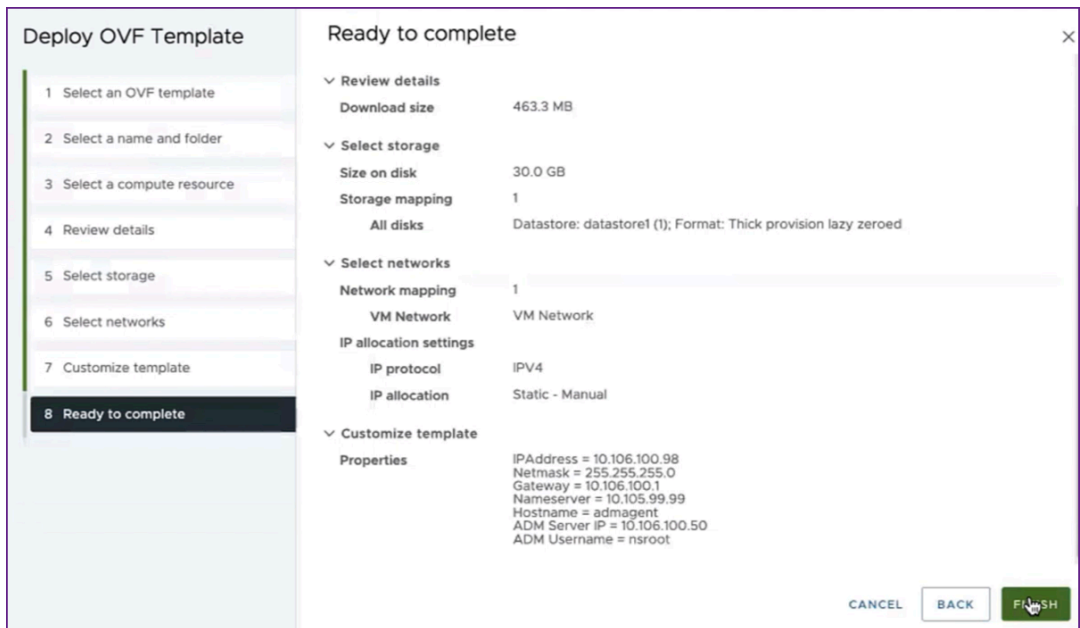 Deploy OVF Template
1 Select an OVF template
2 Select a name and folder
3 Select a compute resource
4 Review details
5 Select storage
6 Select networks
7 Customize template
8 Ready to complete
Ready to complete
Review details
Download size 463.3 MB
Select storage
Size on disk 30.0 GB
Storage mapping 1
All disks Datastore: datastore1 (1); Format: Thick provision lazy zeroed
Select networks
Network mapping 1
VM Network VM Network
IP allocation settings
IP protocol IPV4
IP allocation Static - Manual
Customize template
Properties IPAddress = 10.106.100.98
Netmask = 255.255.255.0
Gateway = 10.106.100.1
Nameserver = 10.105.99.99
Hostname = admagent
ADM Server IP = 10.106.100.50
ADM Username = nsroot
CANCEL BACK FINISH